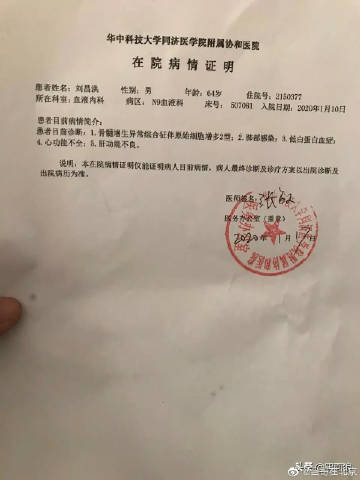 华中科技大学同济医学院附属协和医院
在院病情证明
患者姓名: 刘昌洪 性别: 男 年龄: 64岁 住院号: 2150377
所在科室: 血液内科 病区: N9血液科 床号: 507081 入院日期: 2020年1月10日
患者目前病情简介:
患者目前诊断: 1.骨髓增生异常综合征伴原始细胞增多2型; 2.肺部感染; 3.低白蛋白血症;
4.心功能不全; 5.肝功能不良。
说明: 本在院病情证明仅能证明病人目前病情, 病人最终诊断及诊疗方案以出院诊断及
出院病历为准。
医师签名:
医务办公室 (盖章)
2020年1月
头条